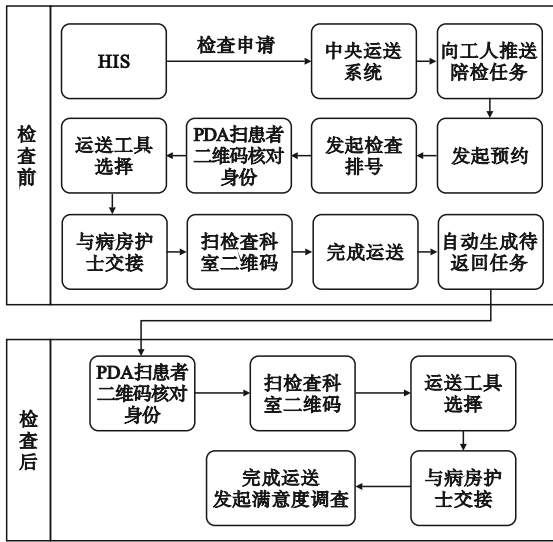 检查前
HIS
检查申请
中央运送
系统
向工人推送
陪检任务
发起预约
发起检查
排号
PDA扫患者
二维码核对
身份
运送工具
选择
与病房护
士交接
扫检查科
室二维码
完成运送
自动生成待
返回任务
检查后
PDA扫患者
二维码核对
身份
扫检查科
室二维码
运送工具
选择
与病房护
士交接
完成运送
发起满意度调查